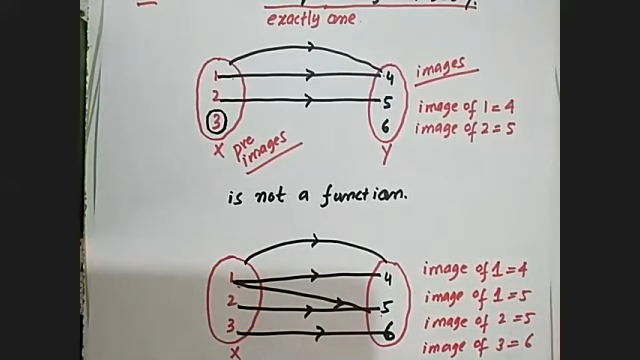 exactly one
1 4 images
2 5 image of 1 = 4
3 6 image of 2 = 5
X pre images Y
is not a function.
1 4 image of 1 = 4
2 5 image of 1 = 5
3 6 image of 2 = 5
X image of 3 = 6